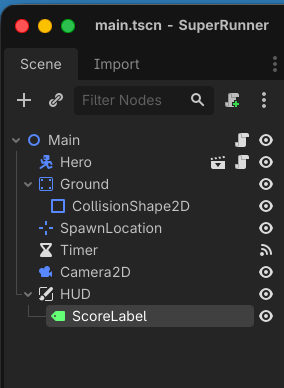 main.tscn - SuperRunner
Scene Import
Filter Nodes
Main
Hero
Ground
CollisionShape2D
SpawnLocation
Timer
Camera2D
HUD
ScoreLabel